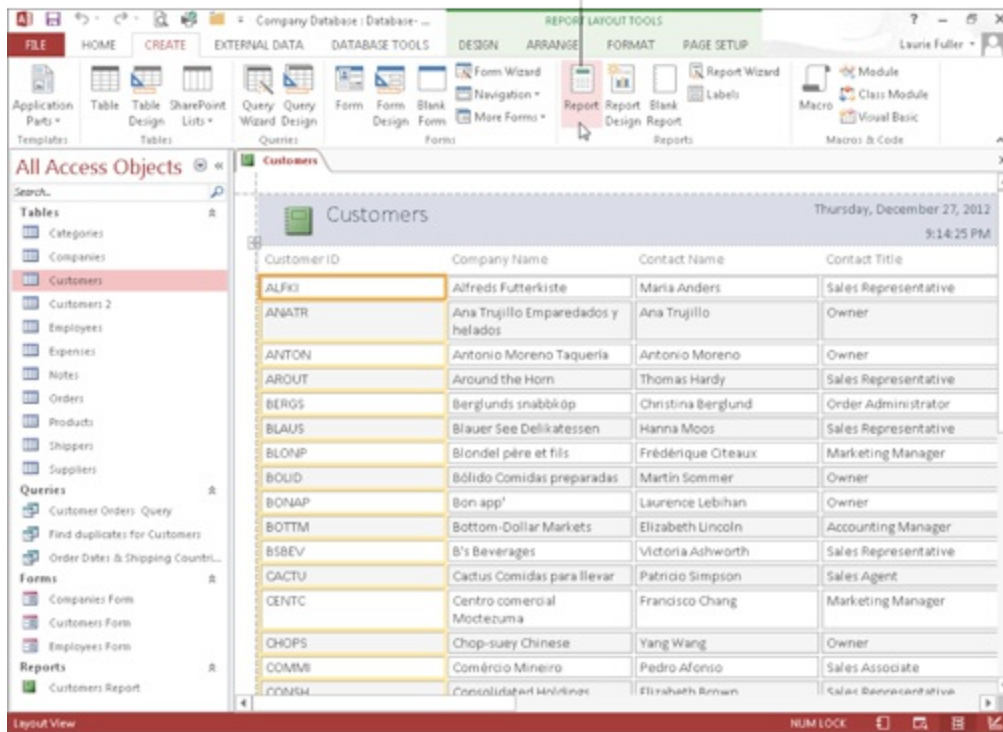 Company Database : Database- ...
REPORT LAYOUT TOOLS
FILE HOME CREATE EXTERNAL DATA DATABASE TOOLS DESIGN ARRANGE FORMAT PAGE SETUP Laurie Fuller
Application Parts
Table
Table Design
SharePoint Lists
Query Wizard
Query Design
Form
Form Design
Blank Form
Form Wizard
Navigation
More Forms
Report
Report Design
Blank Report
Report Wizard
Labels
Macro
Module
Class Module
Visual Basic
Templates Tables Queries Forms Reports Macros & Code
All Access Objects
Search...
Tables
Categories
Companies
Customers
Customers 2
Employees
Expenses
Notes
Orders
Products
Shippers
Suppliers
Queries
Customer Orders Query
Find duplicates for Customers
Order Dates & Shipping Countri...
Forms
Companies Form
Customers Form
Employees Form
Reports
Customers Report
Customers
Customers
Thursday, December 27, 2012
9:14:25 PM
Customer ID Company Name Contact Name Contact Title
ALFKI Alfreds Futterkiste Maria Anders Sales Representative
ANATR Ana Trujillo Emparedados y helados Ana Trujillo Owner
ANTON Antonio Moreno Taquería Antonio Moreno Owner
AROUT Around the Horn Thomas Hardy Sales Representative
BERGS Berglunds snabbköp Christina Berglund Order Administrator
BLAUS Blauer See Delikatessen Hanna Moos Sales Representative
BLONP Blondel père et fils Frédérique Citeaux Marketing Manager
BOLID Bólido Comidas preparadas Martín Sommer Owner
BONAP Bon app' Laurence Lebihan Owner
BOTTM Bottom-Dollar Markets Elizabeth Lincoln Accounting Manager
BSBEV B's Beverages Victoria Ashworth Sales Representative
CACTU Cactus Comidas para llevar Patricio Simpson Sales Agent
CENTC Centro comercial Moctezuma Francisco Chang Marketing Manager
CHOPS Chop-suey Chinese Yang Wang Owner
COMMI Comércio Mineiro Pedro Afonso Sales Associate
CONSH Consolidated Holdings Elizabeth Brown Sales Representative
Layout View
NUM LOCK